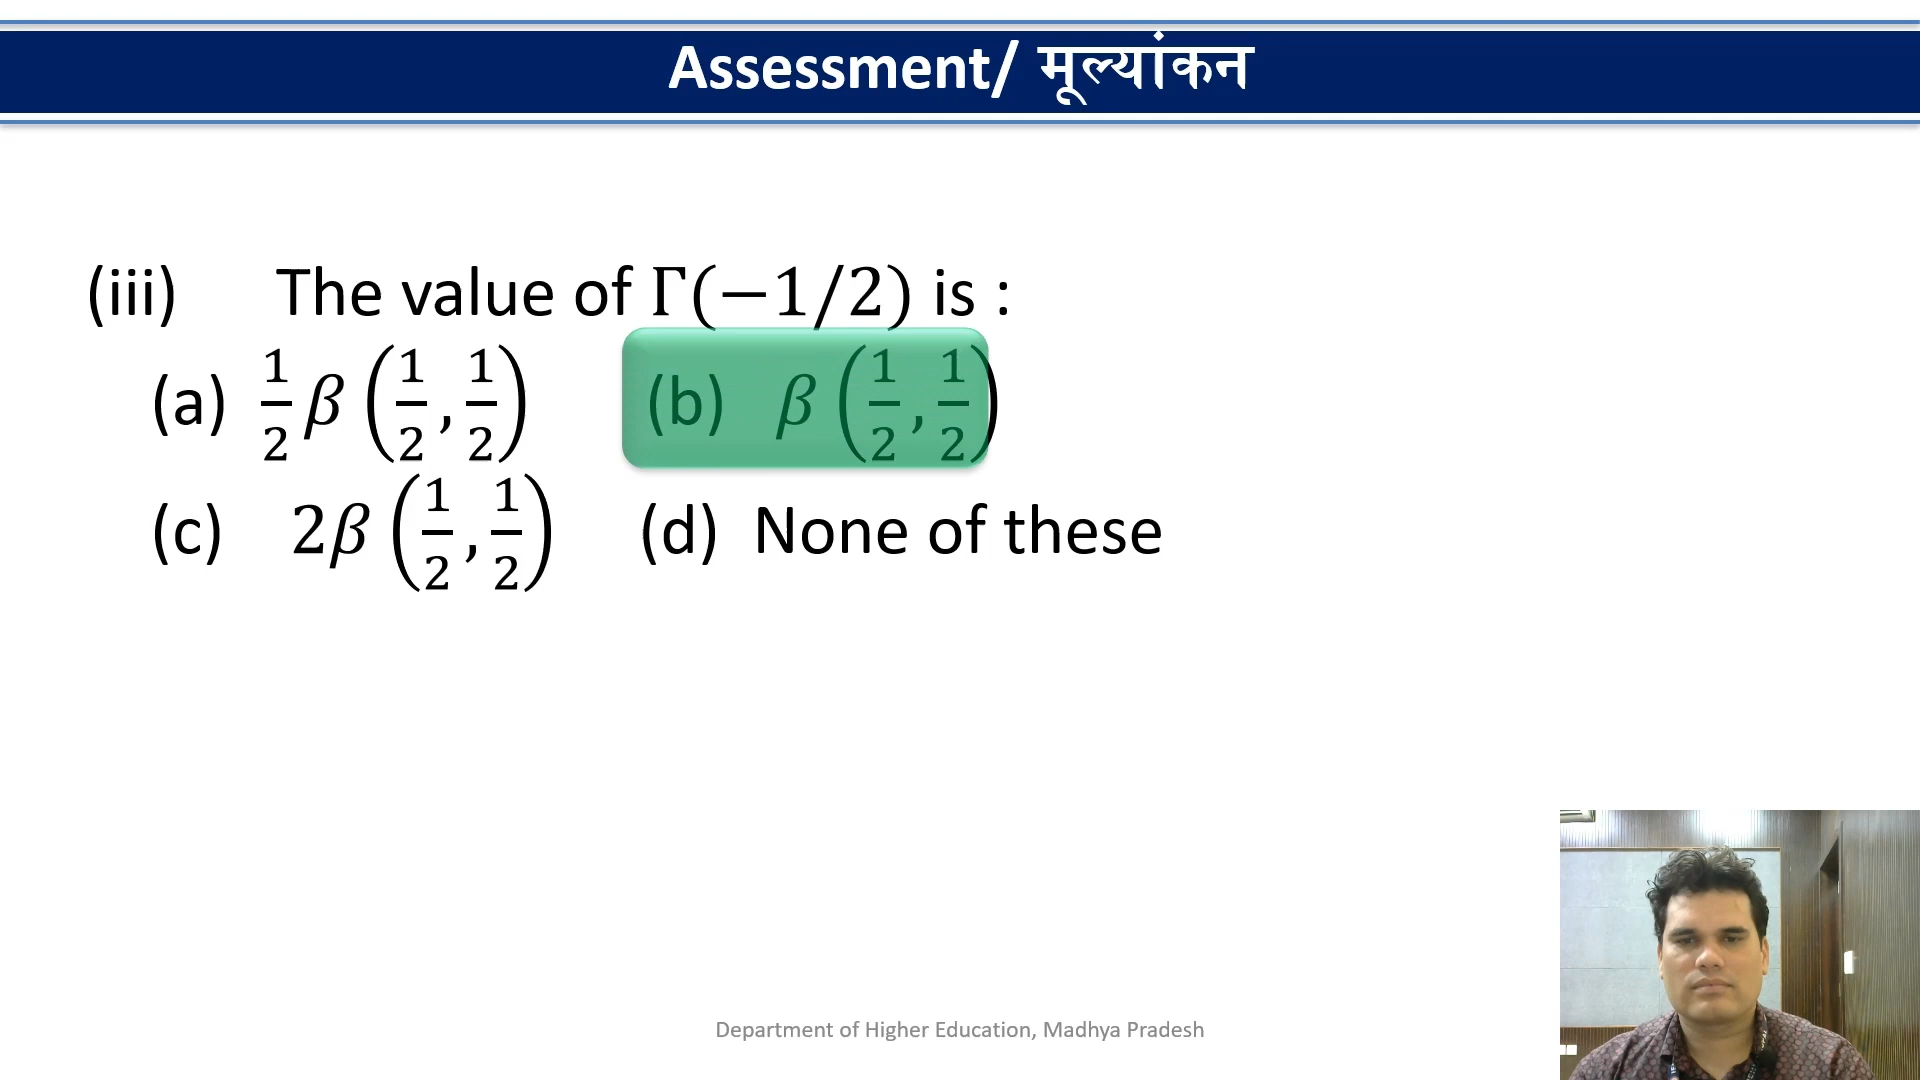 Assessment/ मूल्यांकन
(iii) The value of Γ(−1/2) is :
(a) 1/2 β (1/2 , 1/2) (b) β (1/2 , 1/2)
(c) 2β (1/2 , 1/2) (d) None of these
Department of Higher Education, Madhya Pradesh